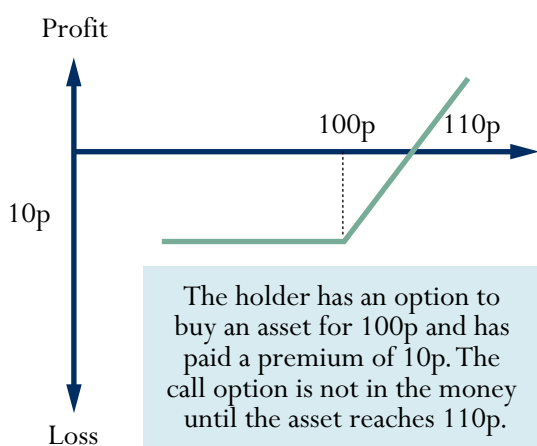 Profit
100p
110p
10p
The holder has an option to
buy an asset for 100p and has
paid a premium of 10p. The
call option is not in the money
until the asset reaches 110p.
Loss